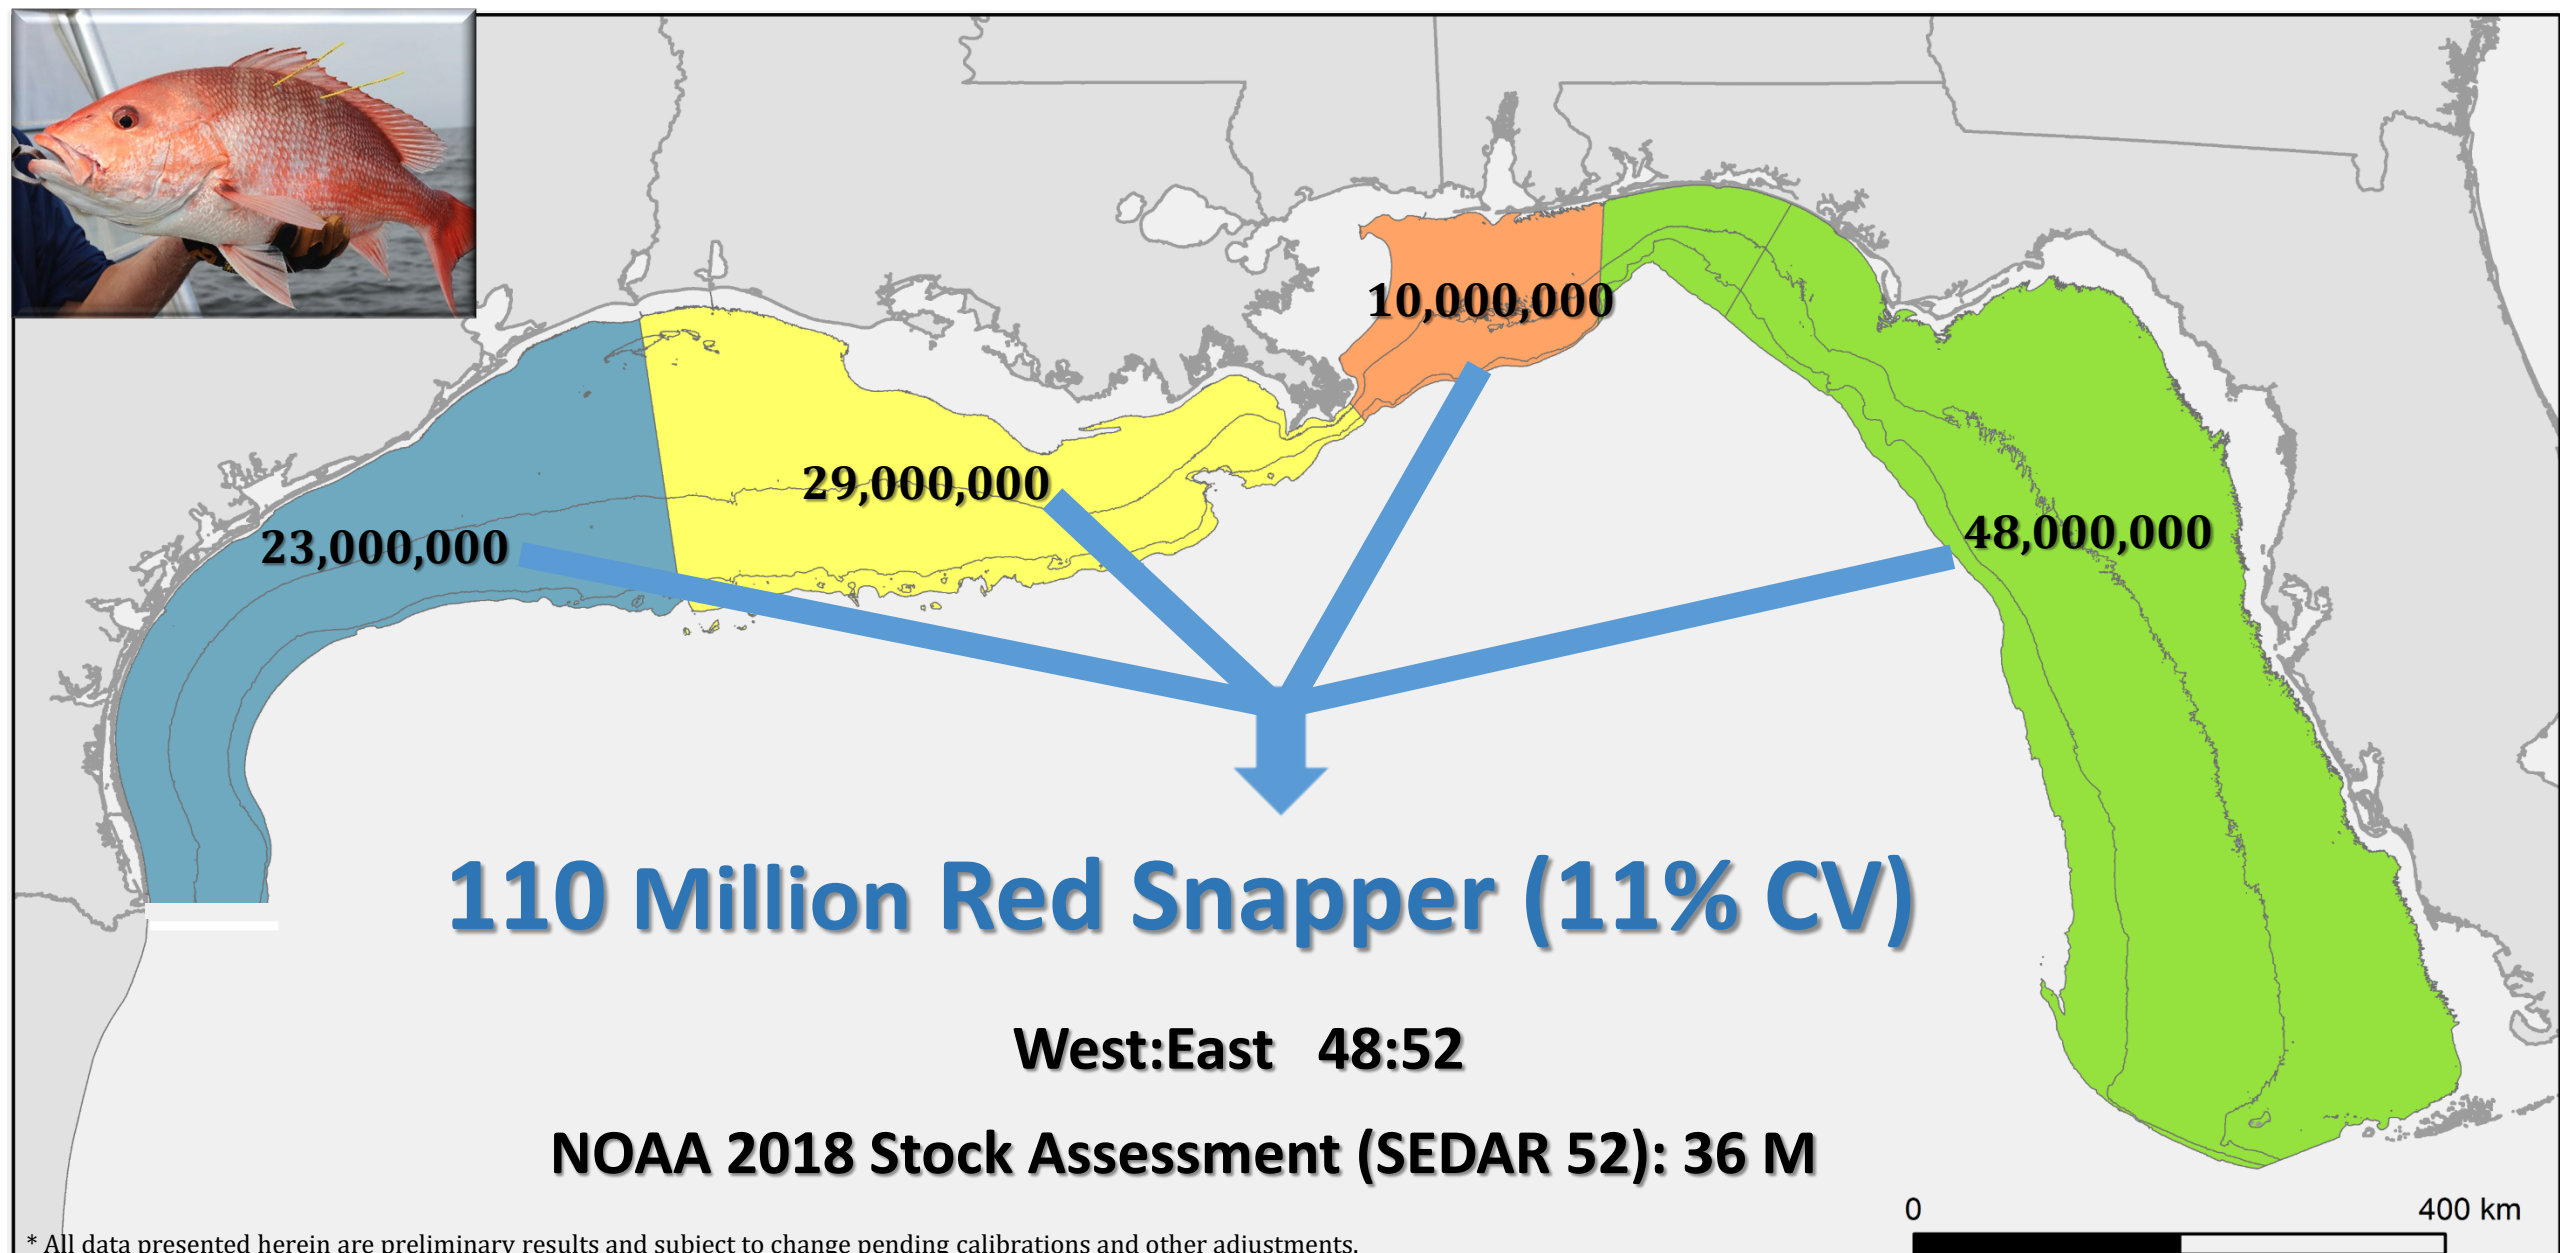 10,000,000
29,000,000
23,000,000
48,000,000
110 Million Red Snapper (11% CV)
West:East 48:52
NOAA 2018 Stock Assessment (SEDAR 52): 36 M
0 400 km
* All data presented herein are preliminary results and subject to change pending calibrations and other adjustments.